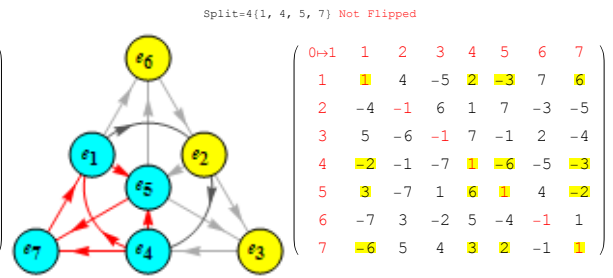 Split=4{1, 4, 5, 7} Not Flipped
e6
e1
e2
e5
e7
e4
e3
0↦1 1 2 3 4 5 6 7
1 1 4 −5 2 −3 7 6
2 −4 −1 6 1 7 −3 −5
3 5 −6 −1 7 −1 2 −4
4 −2 −1 −7 1 −6 −5 −3
5 3 −7 1 6 1 4 −2
6 −7 3 −2 5 −4 −1 1
7 −6 5 4 3 2 −1 1